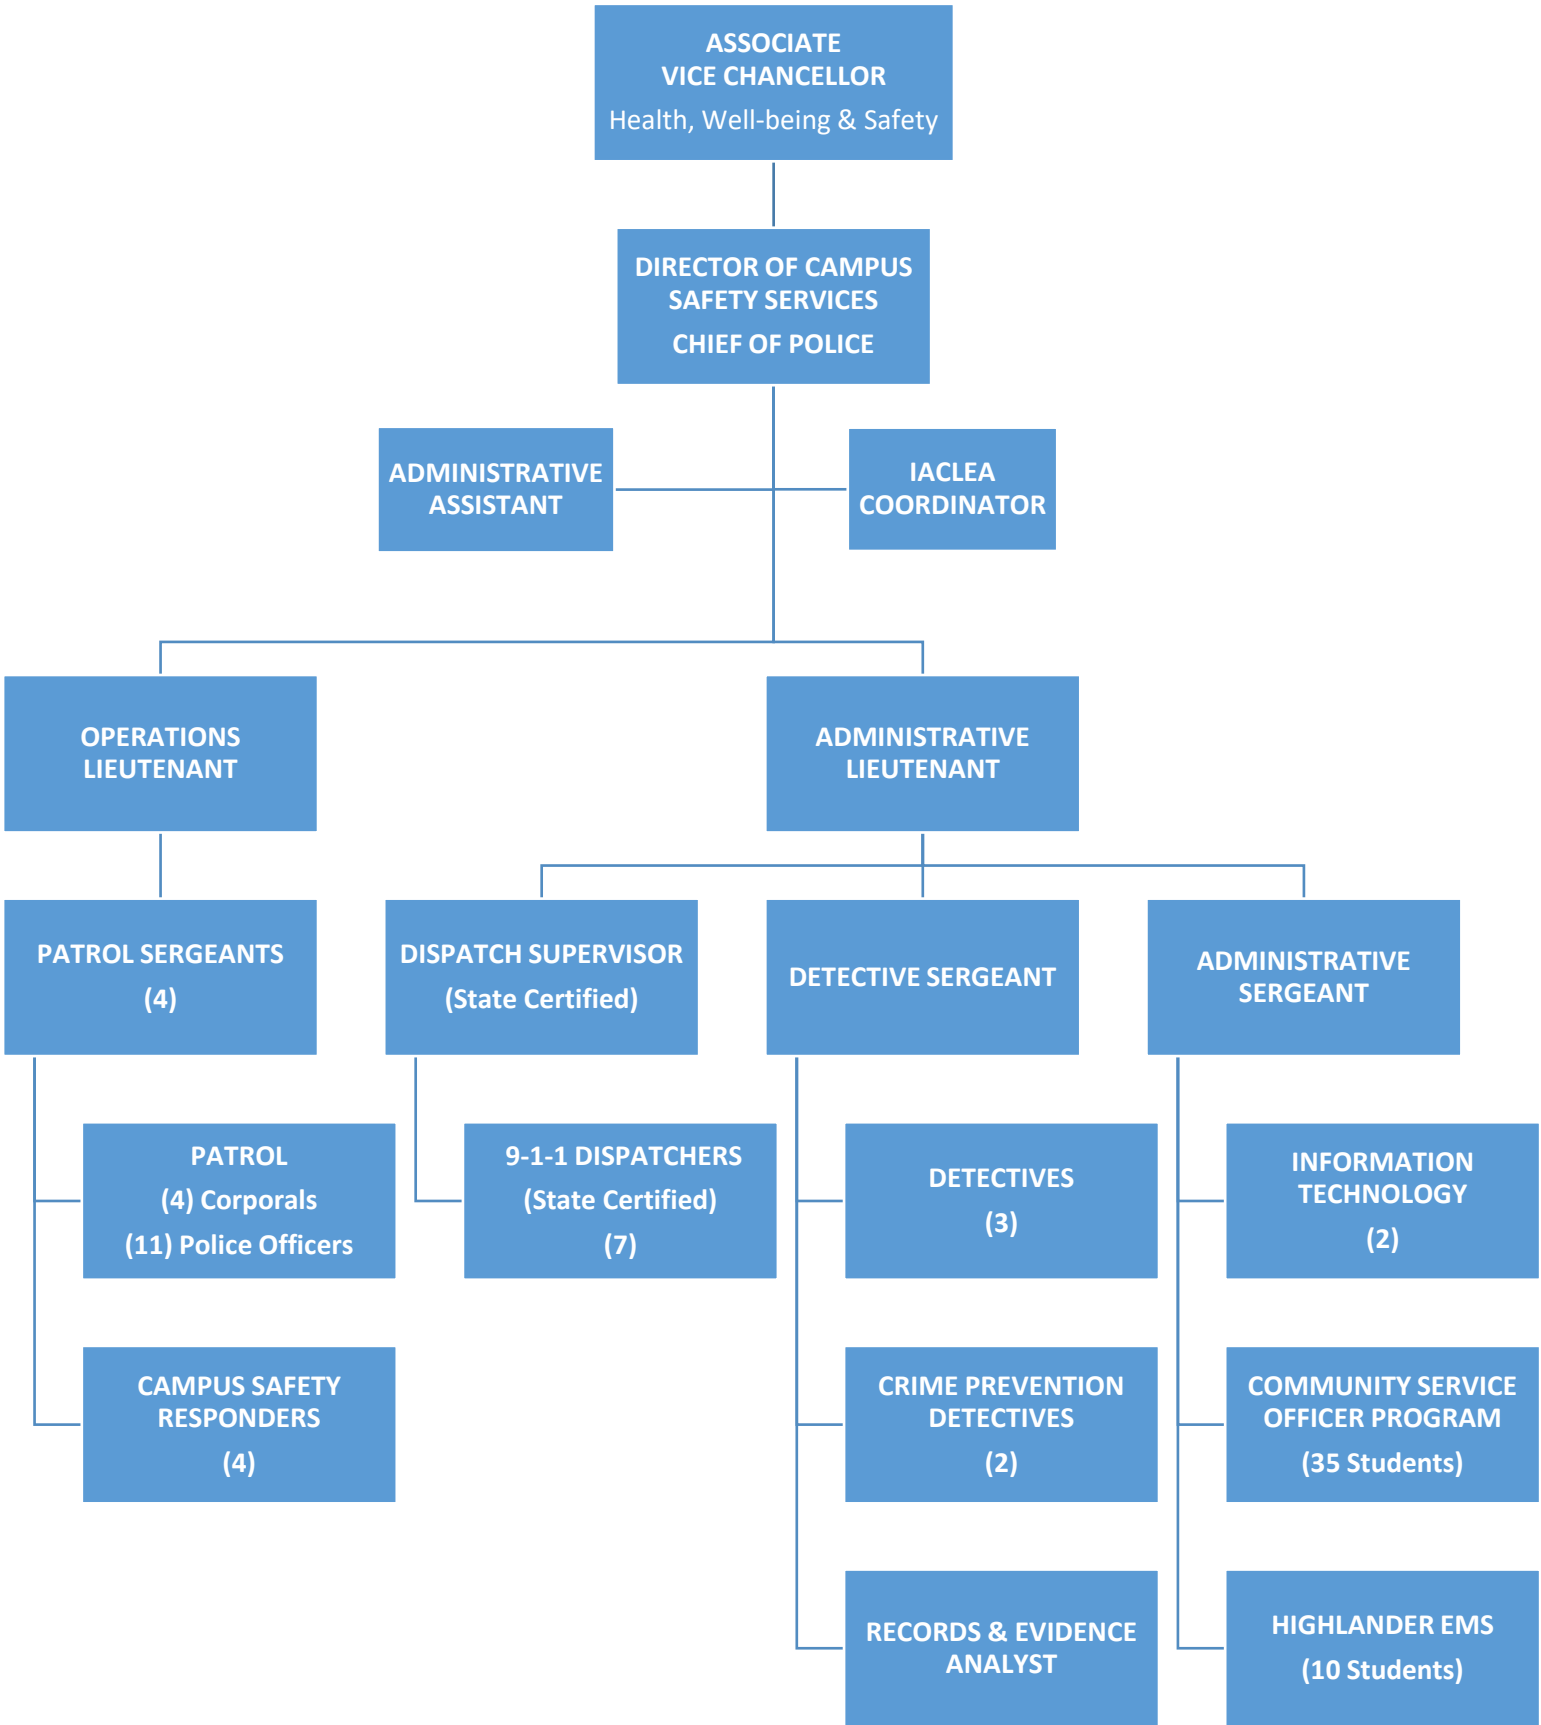 ASSOCIATE
VICE CHANCELLOR
Health, Well-being & Safety
DIRECTOR OF CAMPUS
SAFETY SERVICES
CHIEF OF POLICE
ADMINISTRATIVE
ASSISTANT
IACLEA
COORDINATOR
OPERATIONS
LIEUTENANT
ADMINISTRATIVE
LIEUTENANT
PATROL SERGEANTS
(4)
DISPATCH SUPERVISOR
(State Certified)
DETECTIVE SERGEANT
ADMINISTRATIVE
SERGEANT
PATROL
(4) Corporals
(11) Police Officers
9-1-1 DISPATCHERS
(State Certified)
(7)
DETECTIVES
(3)
INFORMATION
TECHNOLOGY
(2)
CAMPUS SAFETY
RESPONDERS
(4)
CRIME PREVENTION
DETECTIVES
(2)
COMMUNITY SERVICE
OFFICER PROGRAM
(35 Students)
RECORDS & EVIDENCE
ANALYST
HIGHLANDER EMS
(10 Students)